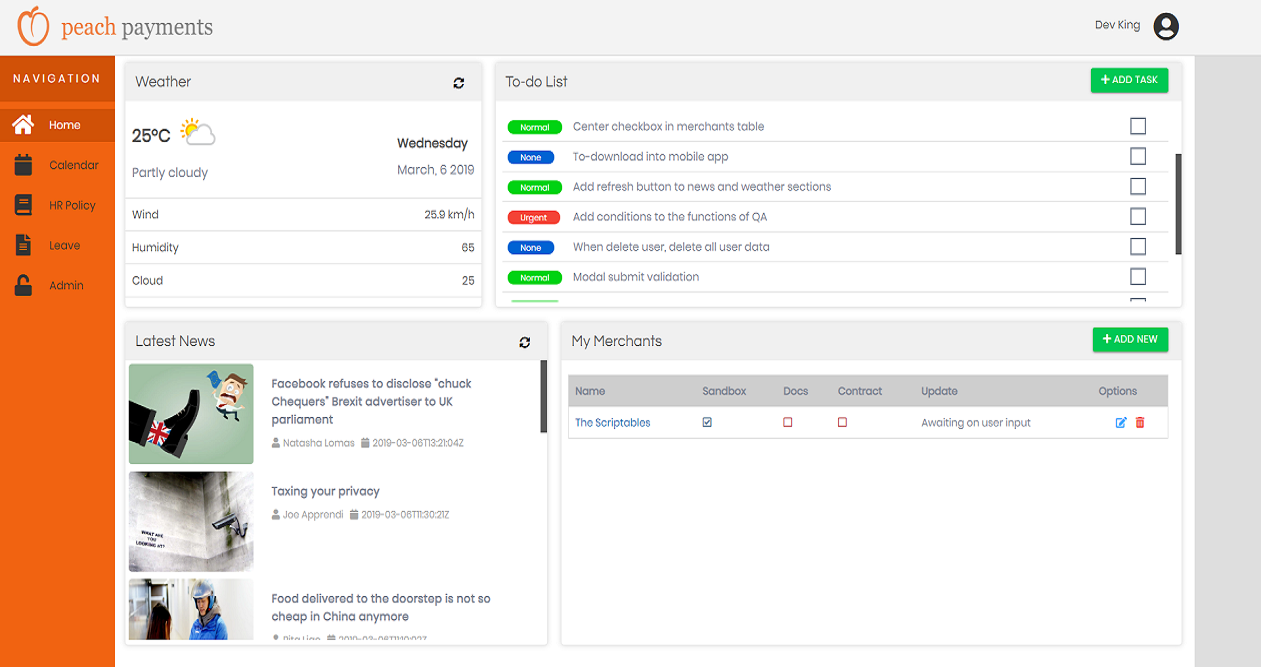 peach payments
Dev King
NAVIGATION
Home
Calendar
HR Policy
Leave
Admin
Weather
25°C
Partly cloudy
Wednesday
March, 6 2019
Wind 25.9 km/h
Humidity 65
Cloud 25
To-do List
+ ADD TASK
Normal Center checkbox in merchants table
None To-download into mobile app
Normal Add refresh button to news and weather sections
Urgent Add conditions to the functions of QA
None When delete user, delete all user data
Normal Modal submit validation
Latest News
Facebook refuses to disclose "chuck
Chequers" Brexit advertiser to UK
parliament
Natasha Lomas 2019-03-06T13:21:04Z
WHAT ARE
YOU
LOOKING AT?
Taxing your privacy
Joe Apprendi 2019-03-06T11:30:21Z
Food delivered to the doorstep is not so
cheap in China anymore
My Merchants
+ ADD NEW
Name Sandbox Docs Contract Update Options
The Scriptables Awaiting on user input